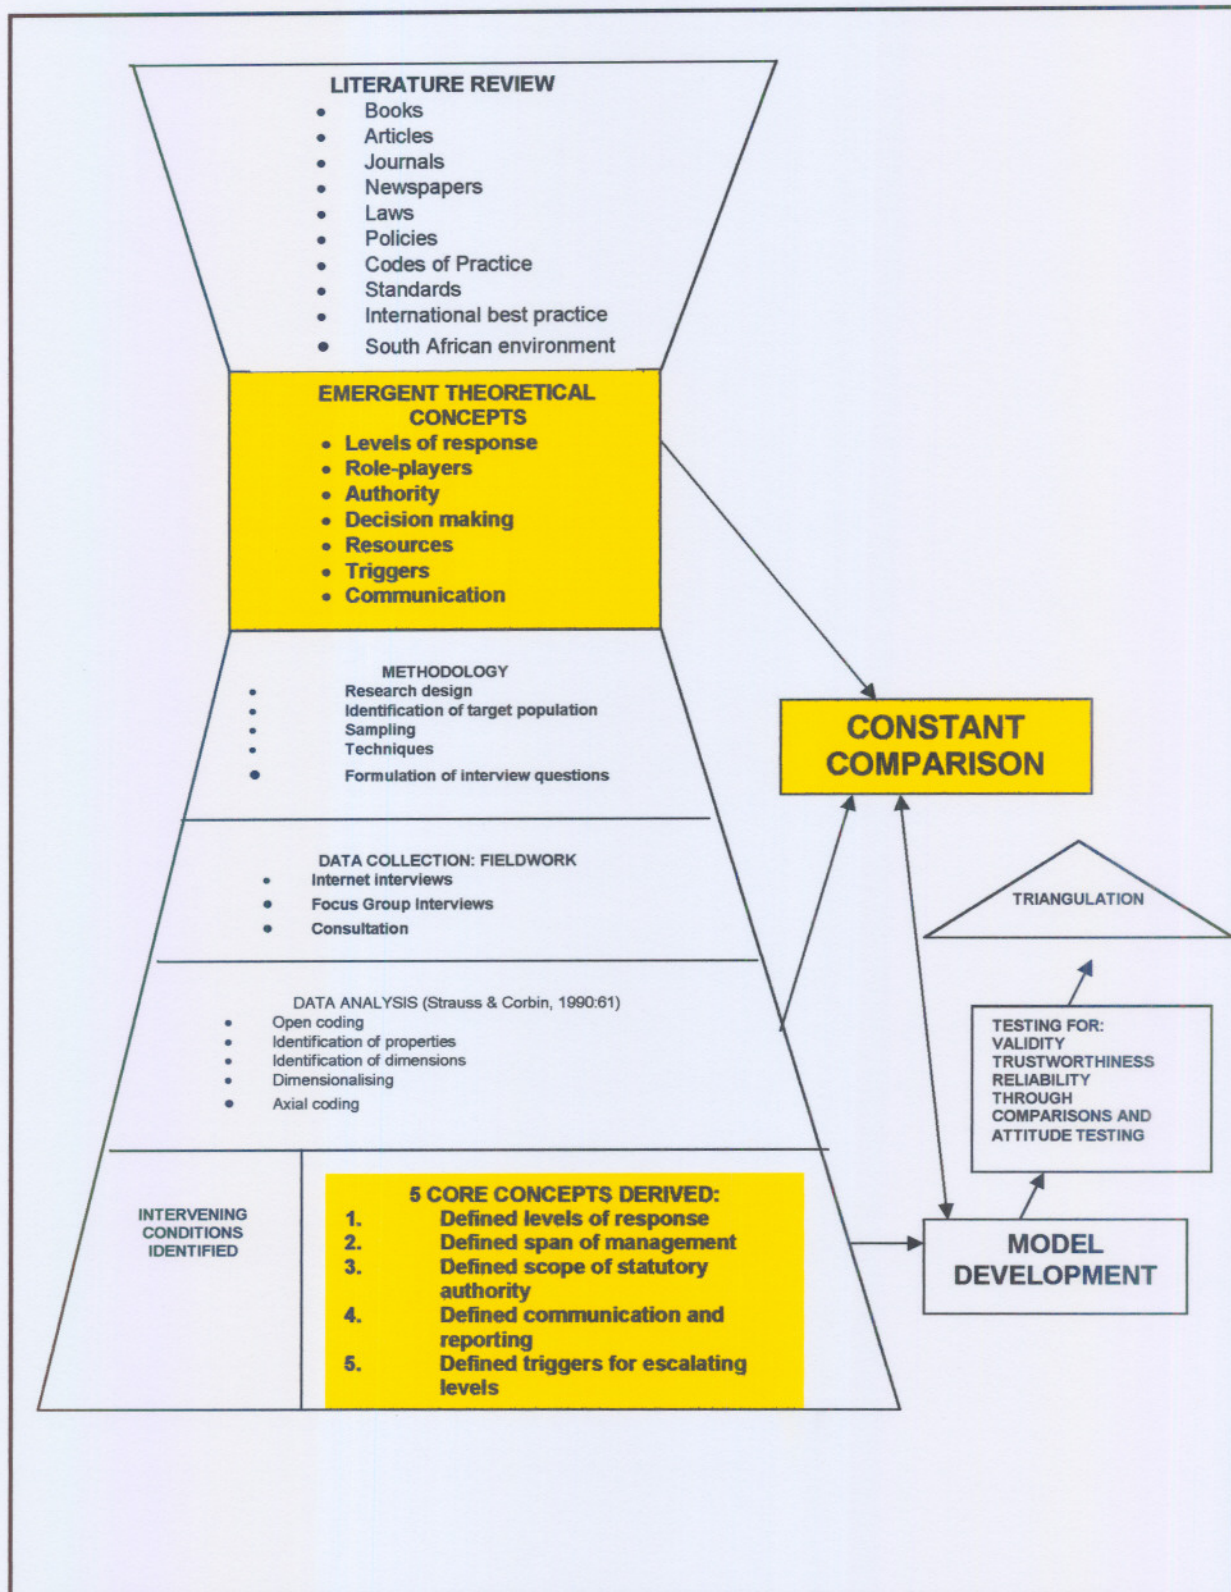 LITERATURE REVIEW
• Books
• Articles
• Journals
• Newspapers
• Laws
• Policies
• Codes of Practice
• Standards
• International best practice
• South African environment
EMERGENT THEORETICAL
CONCEPTS
• Levels of response
• Role-players
• Authority
• Decision making
• Resources
• Triggers
• Communication
METHODOLOGY
• Research design
• Identification of target population
• Sampling
• Techniques
• Formulation of interview questions
CONSTANT
COMPARISON
DATA COLLECTION: FIELDWORK
• Internet interviews
• Focus Group Interviews
• Consultation
TRIANGULATION
DATA ANALYSIS (Strauss & Corbin, 1990:61)
• Open coding
• Identification of properties
• Identification of dimensions
• Dimensionalising
• Axial coding
TESTING FOR:
VALIDITY
TRUSTWORTHINESS
RELIABILITY
THROUGH
COMPARISONS AND
ATTITUDE TESTING
INTERVENING
CONDITIONS
IDENTIFIED
5 CORE CONCEPTS DERIVED:
1. Defined levels of response
2. Defined span of management
3. Defined scope of statutory
authority
4. Defined communication and
reporting
5. Defined triggers for escalating
levels
MODEL
DEVELOPMENT